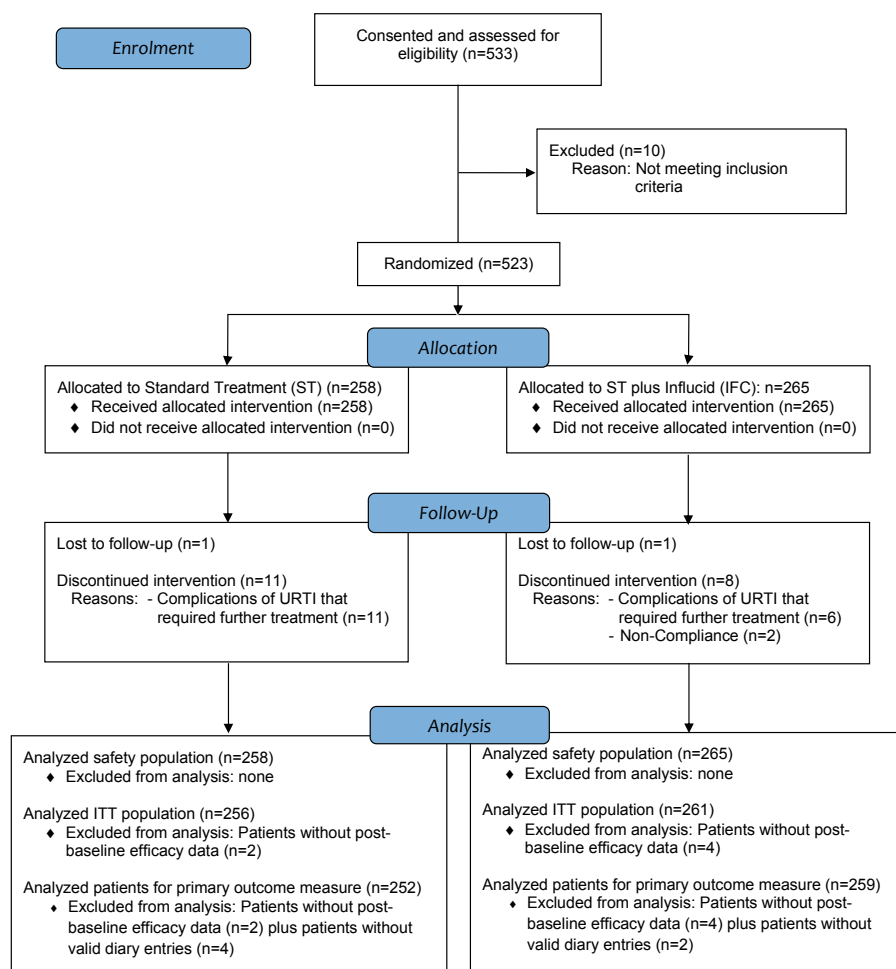 Enrolment
Consented and assessed for
eligibility (n=533)
Excluded (n=10)
Reason: Not meeting inclusion
criteria
Randomized (n=523)
Allocation
Allocated to Standard Treatment (ST) (n=258)
♦ Received allocated intervention (n=258)
♦ Did not receive allocated intervention (n=0)
Allocated to ST plus Influcid (IFC): n=265
♦ Received allocated intervention (n=265)
♦ Did not receive allocated intervention (n=0)
Follow-Up
Lost to follow-up (n=1)
Discontinued intervention (n=11)
Reasons: - Complications of URTI that
required further treatment (n=11)
Lost to follow-up (n=1)
Discontinued intervention (n=8)
Reasons: - Complications of URTI that
required further treatment (n=6)
- Non-Compliance (n=2)
Analysis
Analyzed safety population (n=258)
♦ Excluded from analysis: none
Analyzed ITT population (n=256)
♦ Excluded from analysis: Patients without post-
baseline efficacy data (n=2)
Analyzed patients for primary outcome measure (n=252)
♦ Excluded from analysis: Patients without post-
baseline efficacy data (n=2) plus patients without
valid diary entries (n=4)
Analyzed safety population (n=265)
♦ Excluded from analysis: none
Analyzed ITT population (n=261)
♦ Excluded from analysis: Patients without post-
baseline efficacy data (n=4)
Analyzed patients for primary outcome measure (n=259)
♦ Excluded from analysis: Patients without post-
baseline efficacy data (n=4) plus patients without
valid diary entries (n=2)